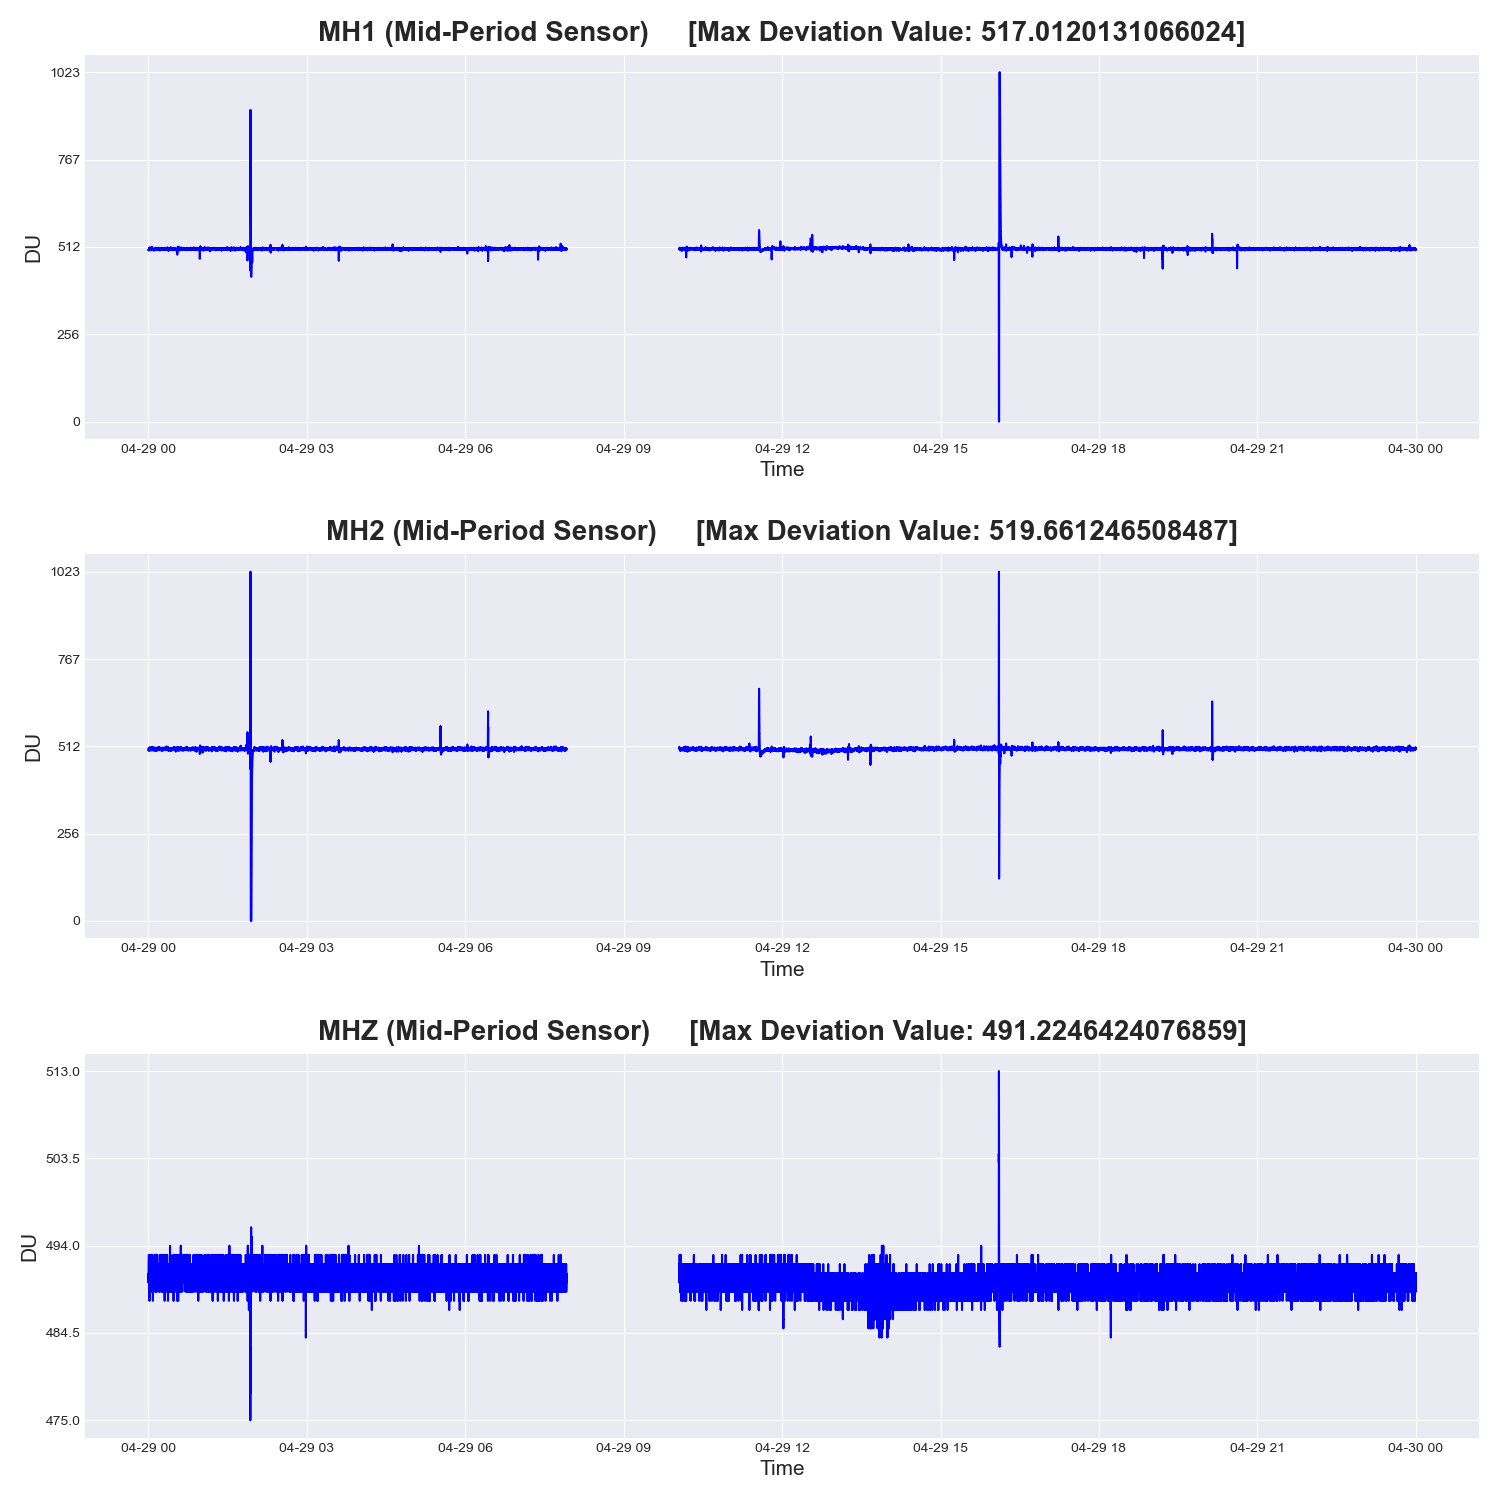 MH1 (Mid-Period Sensor)     [Max Deviation Value: 517.0120131066024]
1023
767
512
256
0
DU
04-29 00 04-29 03 04-29 06 04-29 09 04-29 12 04-29 15 04-29 18 04-29 21 04-30 00
Time
MH2 (Mid-Period Sensor)     [Max Deviation Value: 519.661246508487]
1023
767
512
256
0
DU
04-29 00 04-29 03 04-29 06 04-29 09 04-29 12 04-29 15 04-29 18 04-29 21 04-30 00
Time
MHZ (Mid-Period Sensor)     [Max Deviation Value: 491.2246424076859]
513.0
503.5
494.0
484.5
475.0
DU
04-29 00 04-29 03 04-29 06 04-29 09 04-29 12 04-29 15 04-29 18 04-29 21 04-30 00
Time